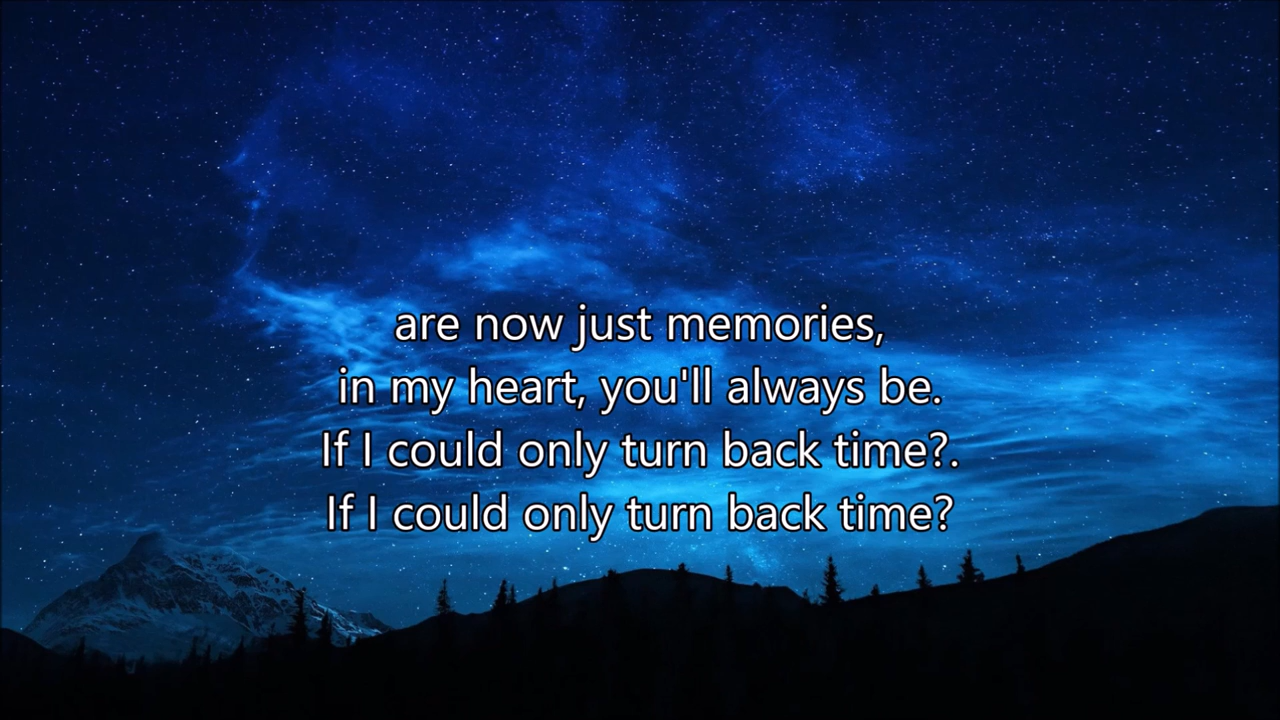 are now just memories,
in my heart, you'll always be.
If I could only turn back time?.
If I could only turn back time?